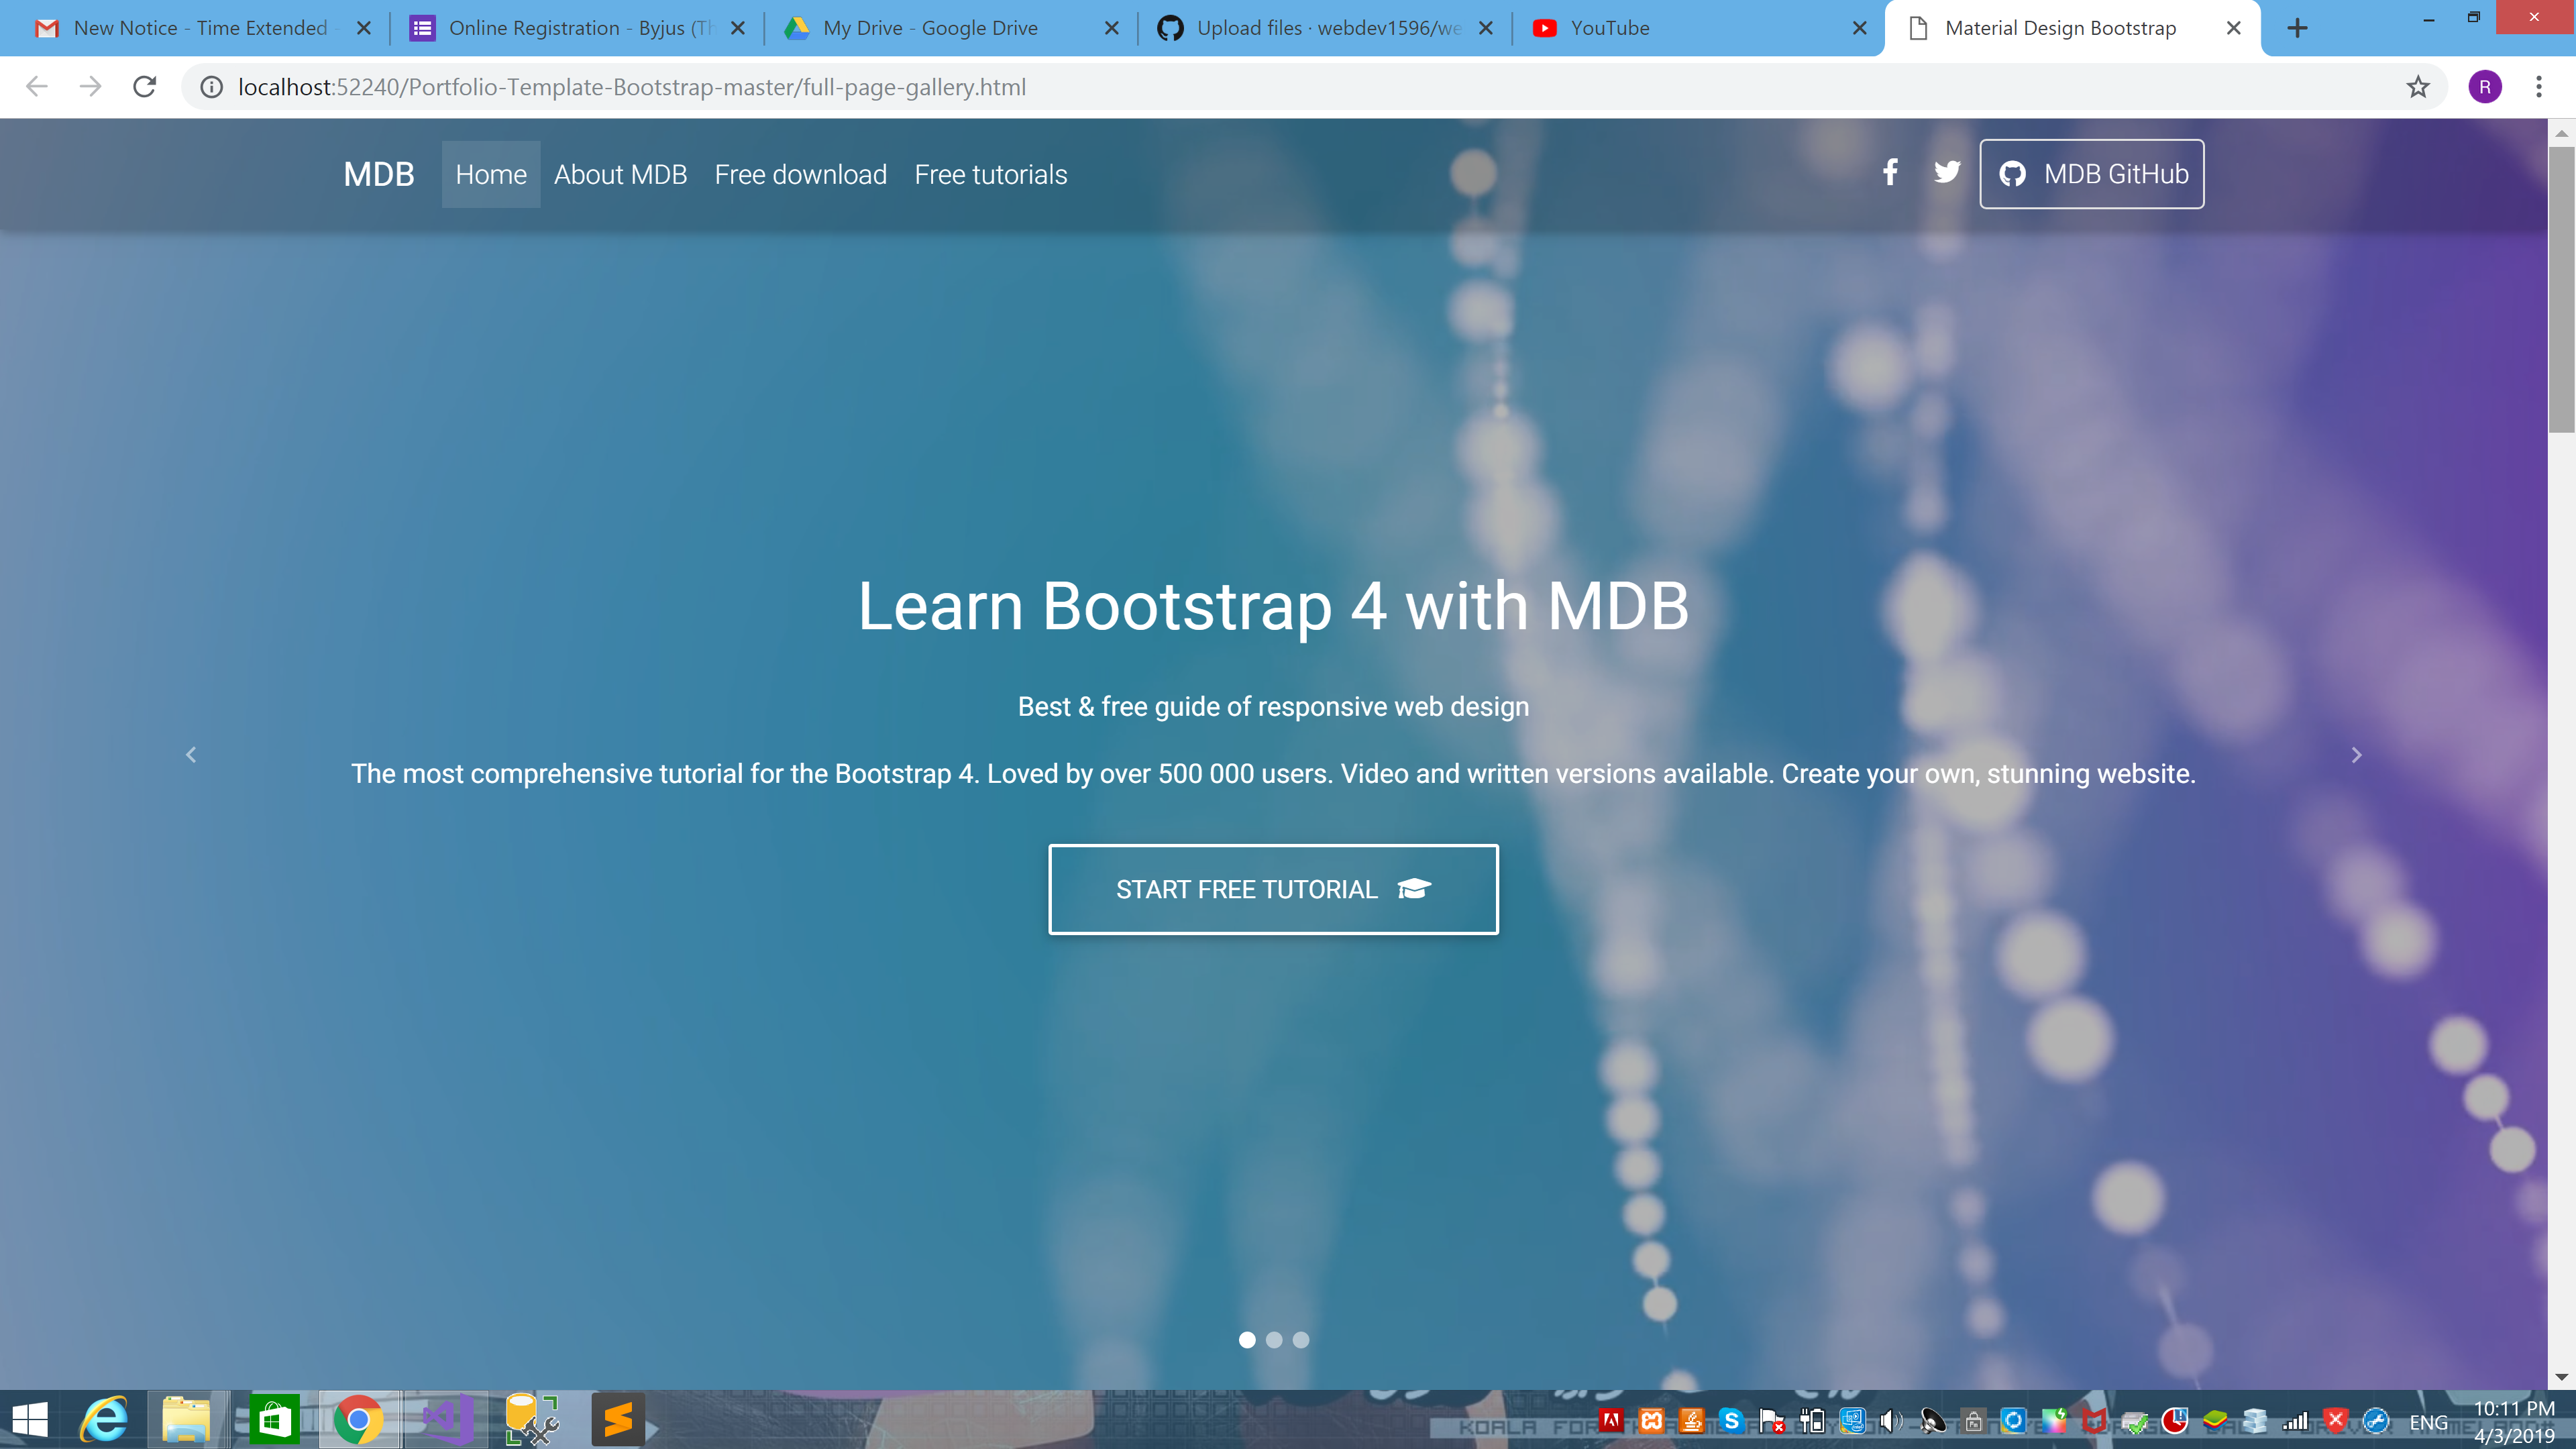 New Notice - Time Extended
Online Registration - Byjus (Th
My Drive - Google Drive
Upload files · webdev1596/we
YouTube
Material Design Bootstrap
localhost:52240/Portfolio-Template-Bootstrap-master/full-page-gallery.html
R
MDB
Home
About MDB
Free download
Free tutorials
MDB GitHub
Learn Bootstrap 4 with MDB
Best & free guide of responsive web design
The most comprehensive tutorial for the Bootstrap 4. Loved by over 500 000 users. Video and written versions available. Create your own, stunning website.
START FREE TUTORIAL
KOALA
ENG
10:11 PM
4/3/2019